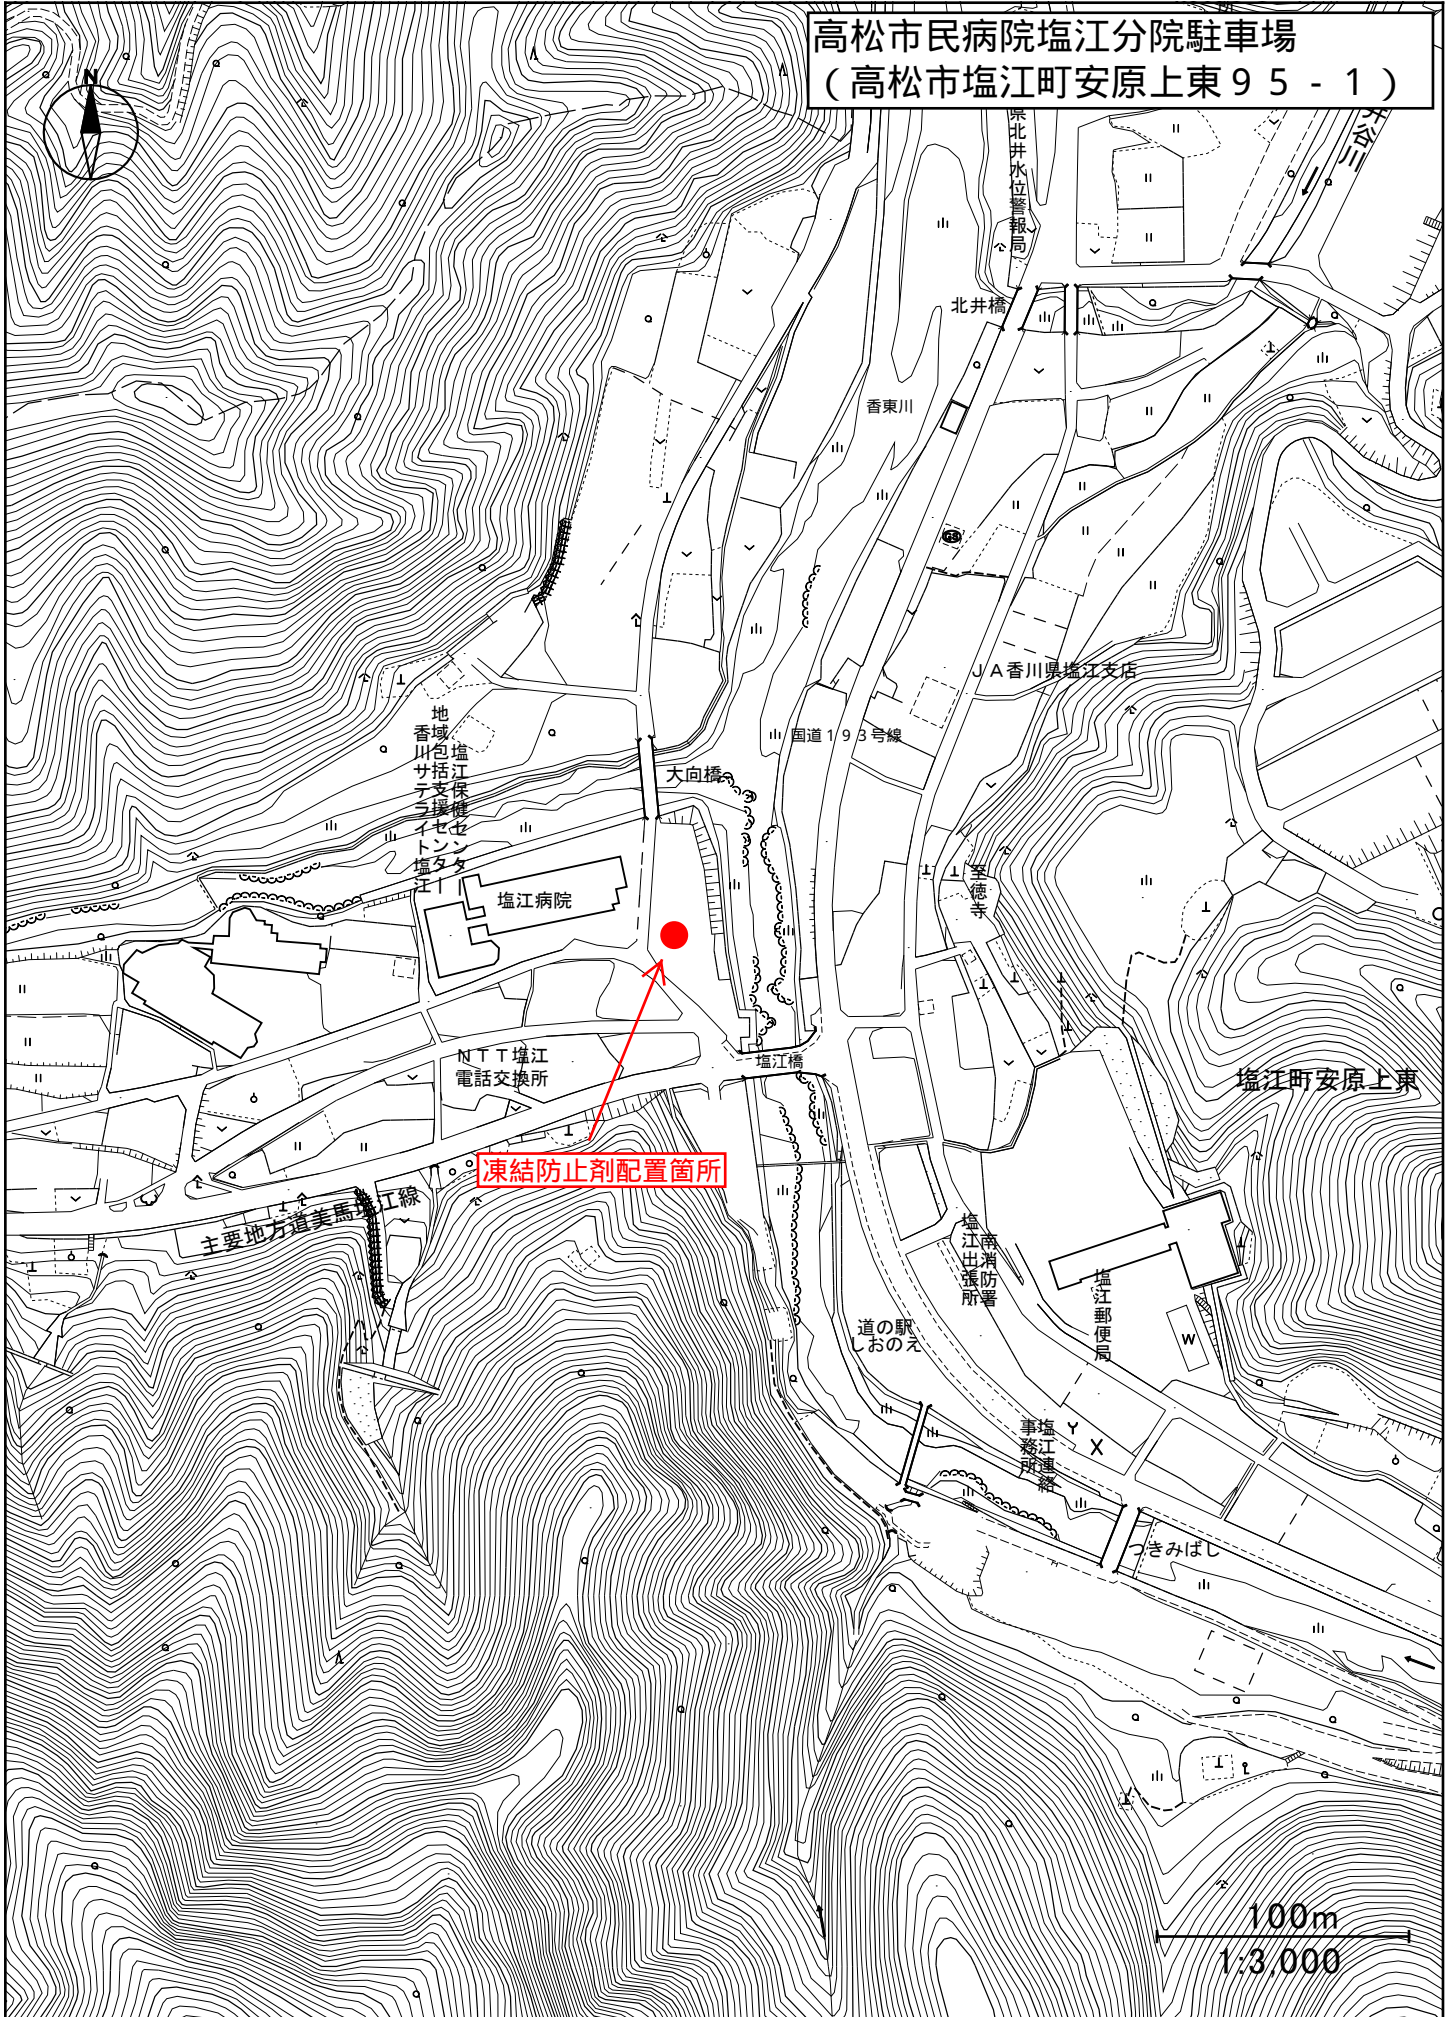 高松市民病院塩江分院駐車場
（高松市塩江町安原上東９５－１）
N
井谷川
県北井水位警報局
北井橋
香東川
GS
ＪＡ香川県塩江支店
国道１９３号線
大向橋
塩江保健センター
地域包括支援センター
香川サテライト塩江
塩江病院
至徳寺
ＮＴＴ塩江
電話交換所
塩江橋
塩江町安原上東
凍結防止剤配置箇所
主要地方道美馬塩江線
南消防署
塩江出張所
塩江郵便局
W
道の駅
しおのえ
塩江連絡
事務所
Y
X
つきみばし
100m
1:3,000